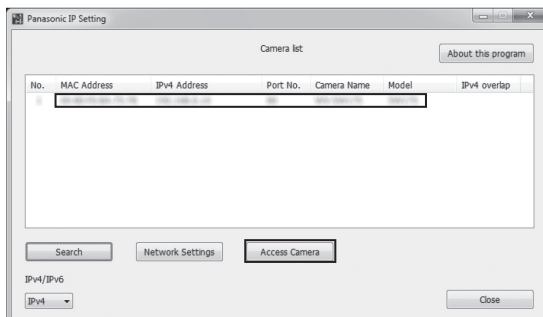 Panasonic IP Setting
Camera list
About this program
No. MAC Address IPv4 Address Port No. Camera Name Model IPv4 overlap
Search Network Settings Access Camera
IPv4/IPv6
IPv4
Close